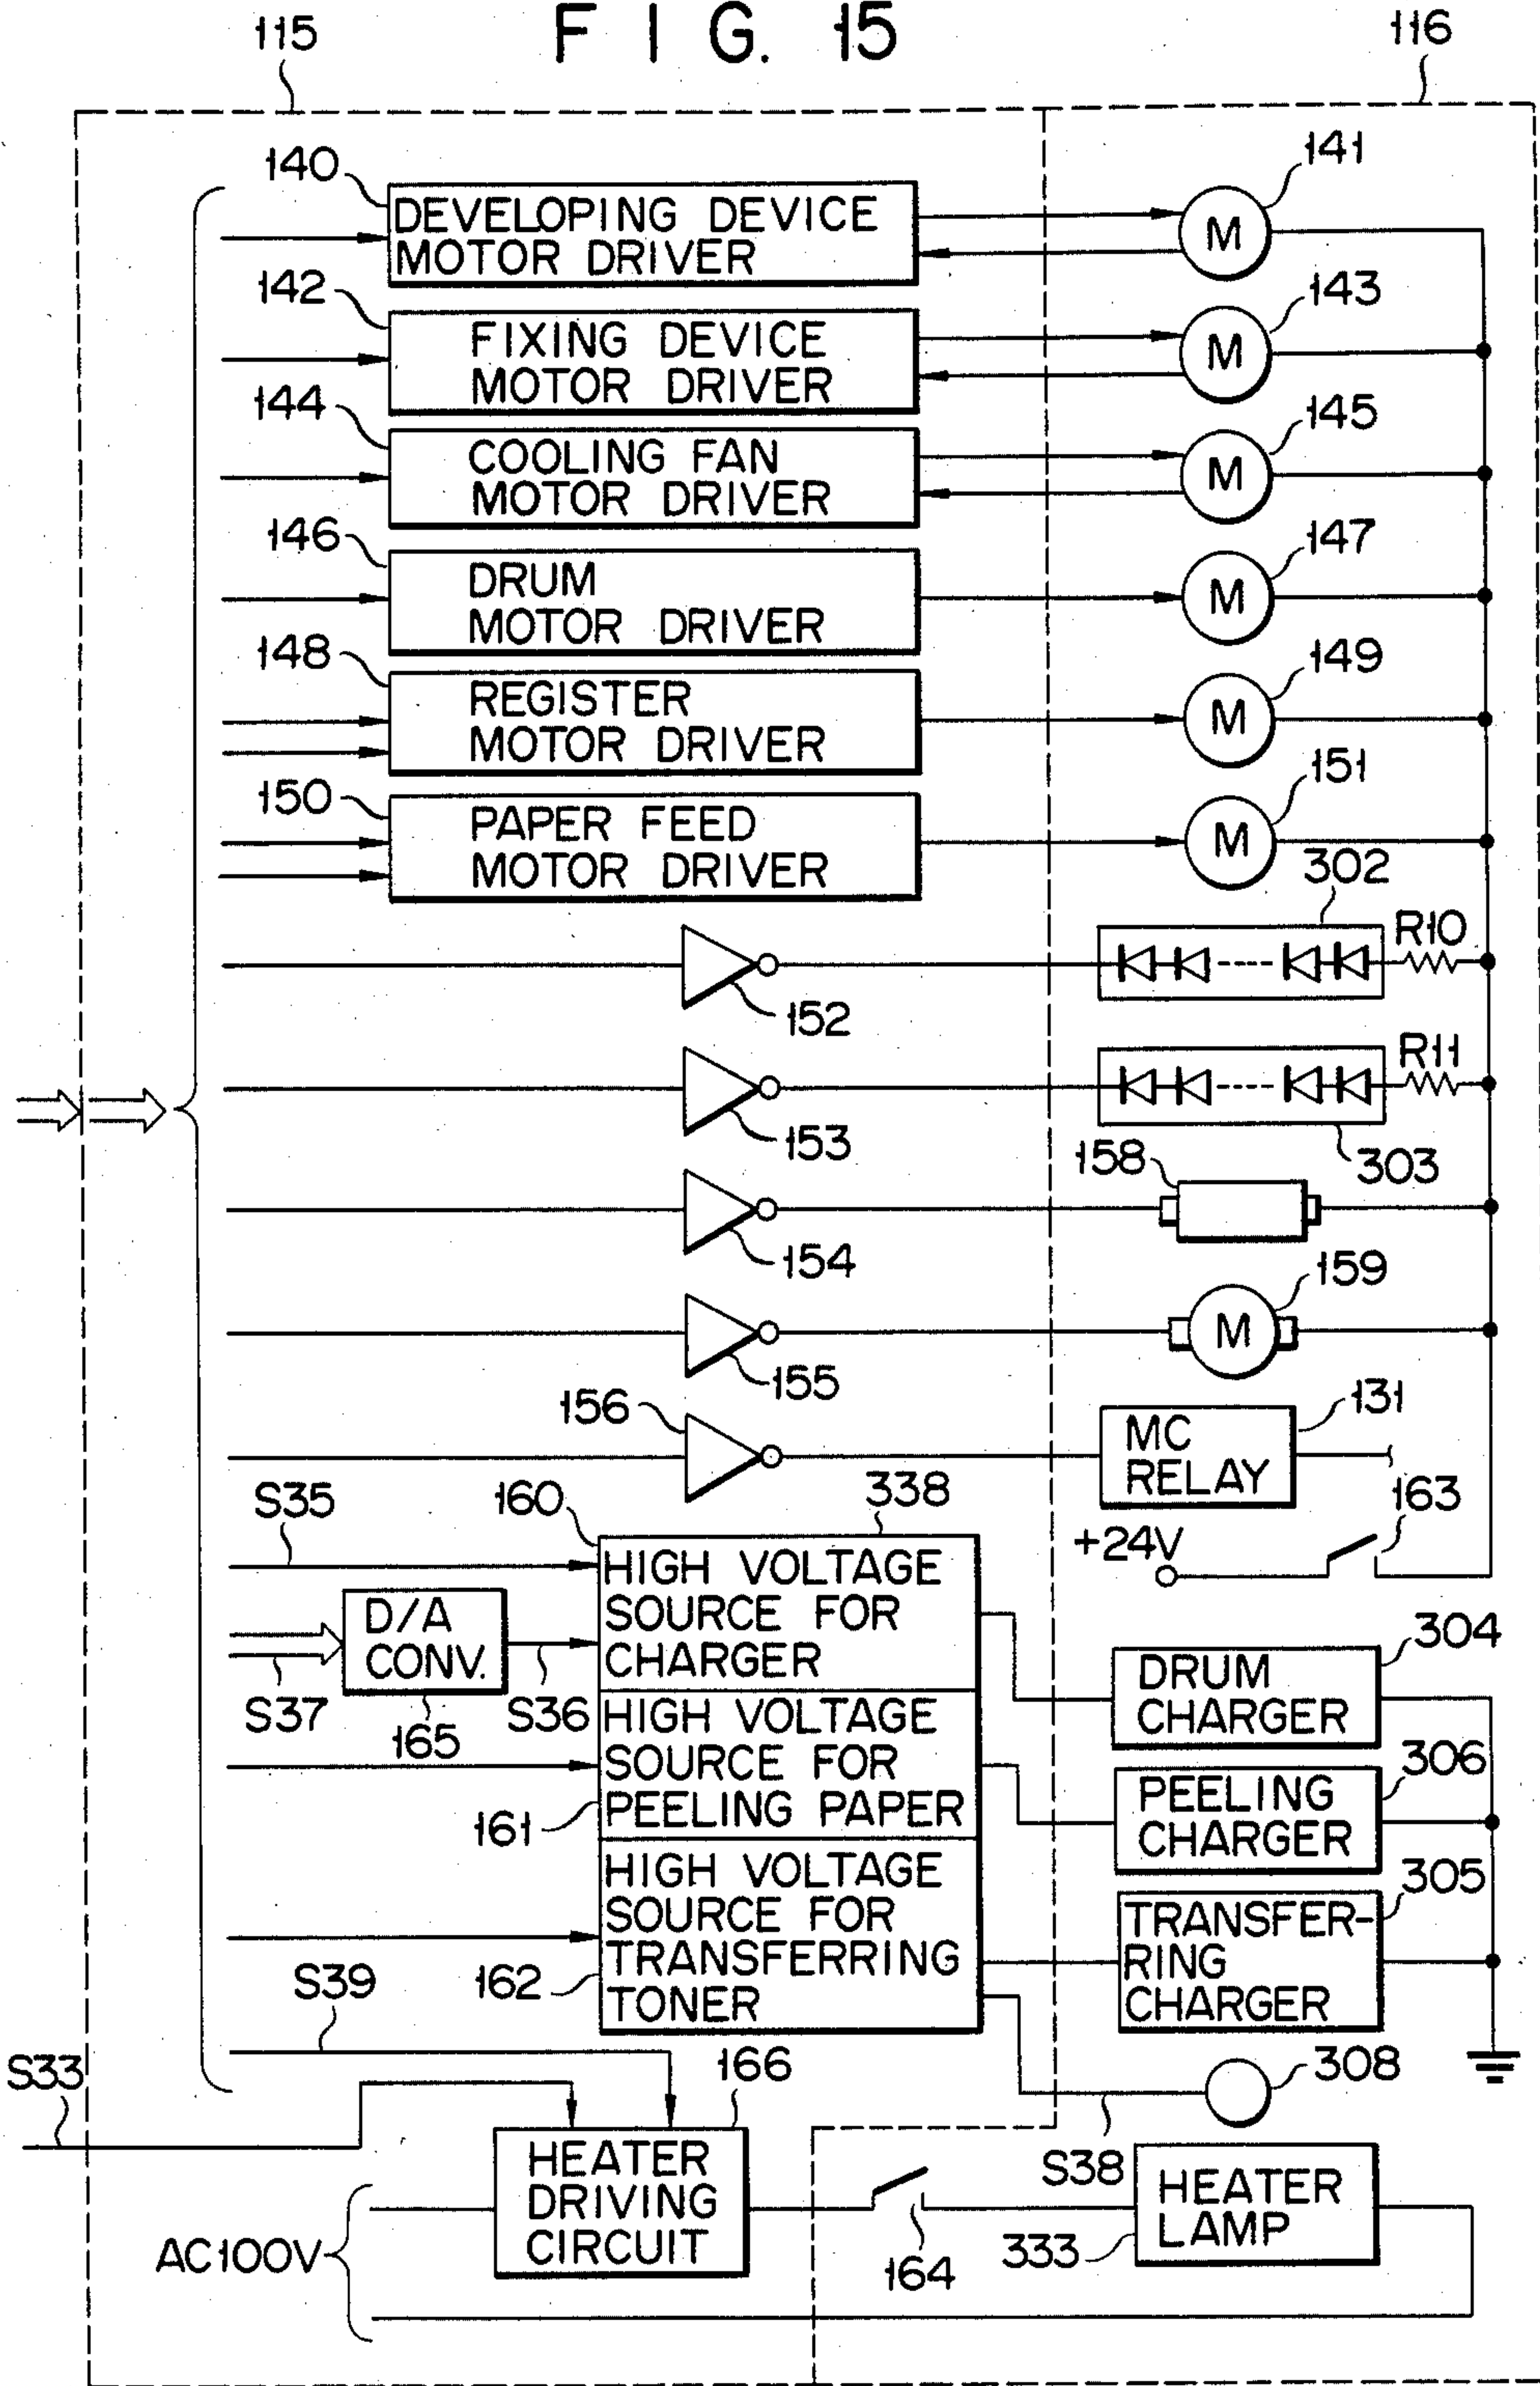 FIG. 15
115
116
140
DEVELOPING DEVICE
MOTOR DRIVER
M
141
142
FIXING DEVICE
MOTOR DRIVER
M
143
144
COOLING FAN
MOTOR DRIVER
M
145
146
DRUM
MOTOR DRIVER
M
147
148
REGISTER
MOTOR DRIVER
M
149
150
PAPER FEED
MOTOR DRIVER
M
151
302
R10
152
R11
153
303
158
154
159
M
155
156
MC
RELAY
131
S35
160
338
163
+24V
HIGH VOLTAGE
SOURCE FOR
CHARGER
D/A
CONV.
S37
165
S36
304
DRUM
CHARGER
HIGH VOLTAGE
SOURCE FOR
PEELING PAPER
161
306
PEELING
CHARGER
HIGH VOLTAGE
SOURCE FOR
TRANSFERRING
TONER
162
305
TRANSFER-
RING
CHARGER
S39
S33
166
308
S38
HEATER
DRIVING
CIRCUIT
AC100V
164
333
HEATER
LAMP